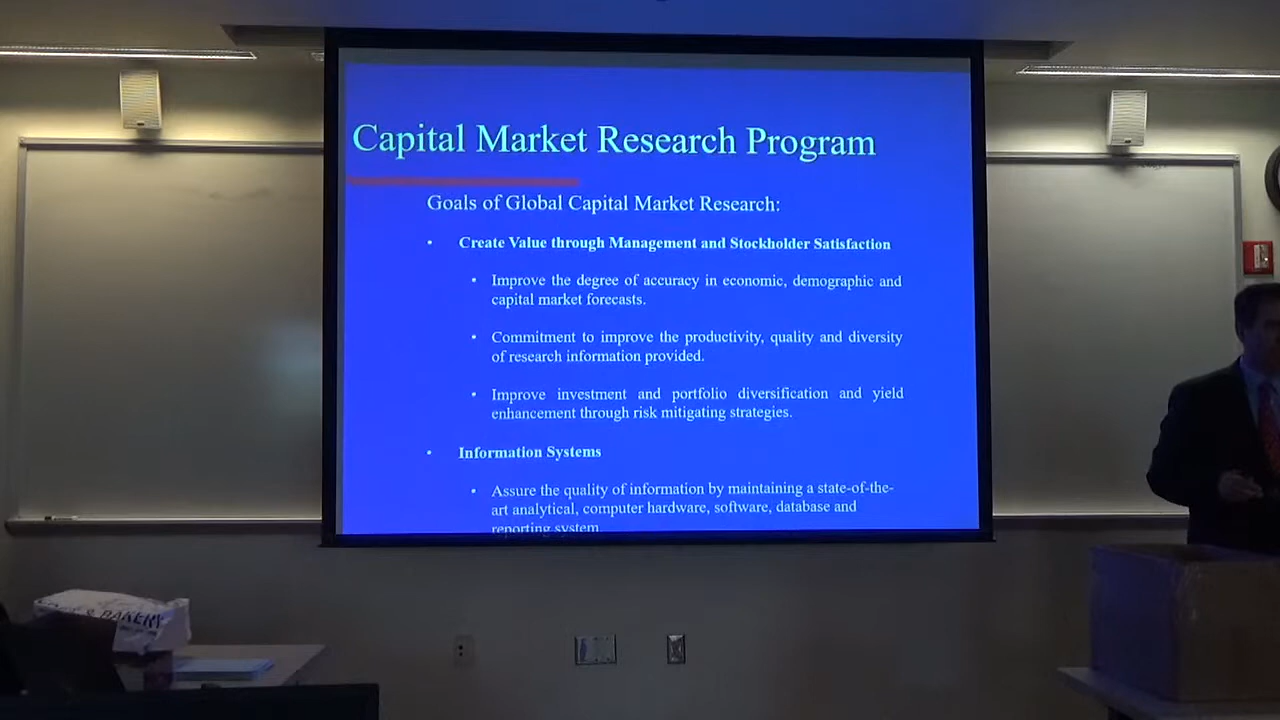 Capital Market Research Program
Goals of Global Capital Market Research:
• Create Value through Management and Stockholder Satisfaction
• Improve the degree of accuracy in economic, demographic and
capital market forecasts.
• Commitment to improve the productivity, quality and diversity
of research information provided.
• Improve investment and portfolio diversification and yield
enhancement through risk mitigating strategies.
• Information Systems
• Assure the quality of information by maintaining a state-of-the-
art analytical, computer hardware, software, database and
reporting system
& BAKERY